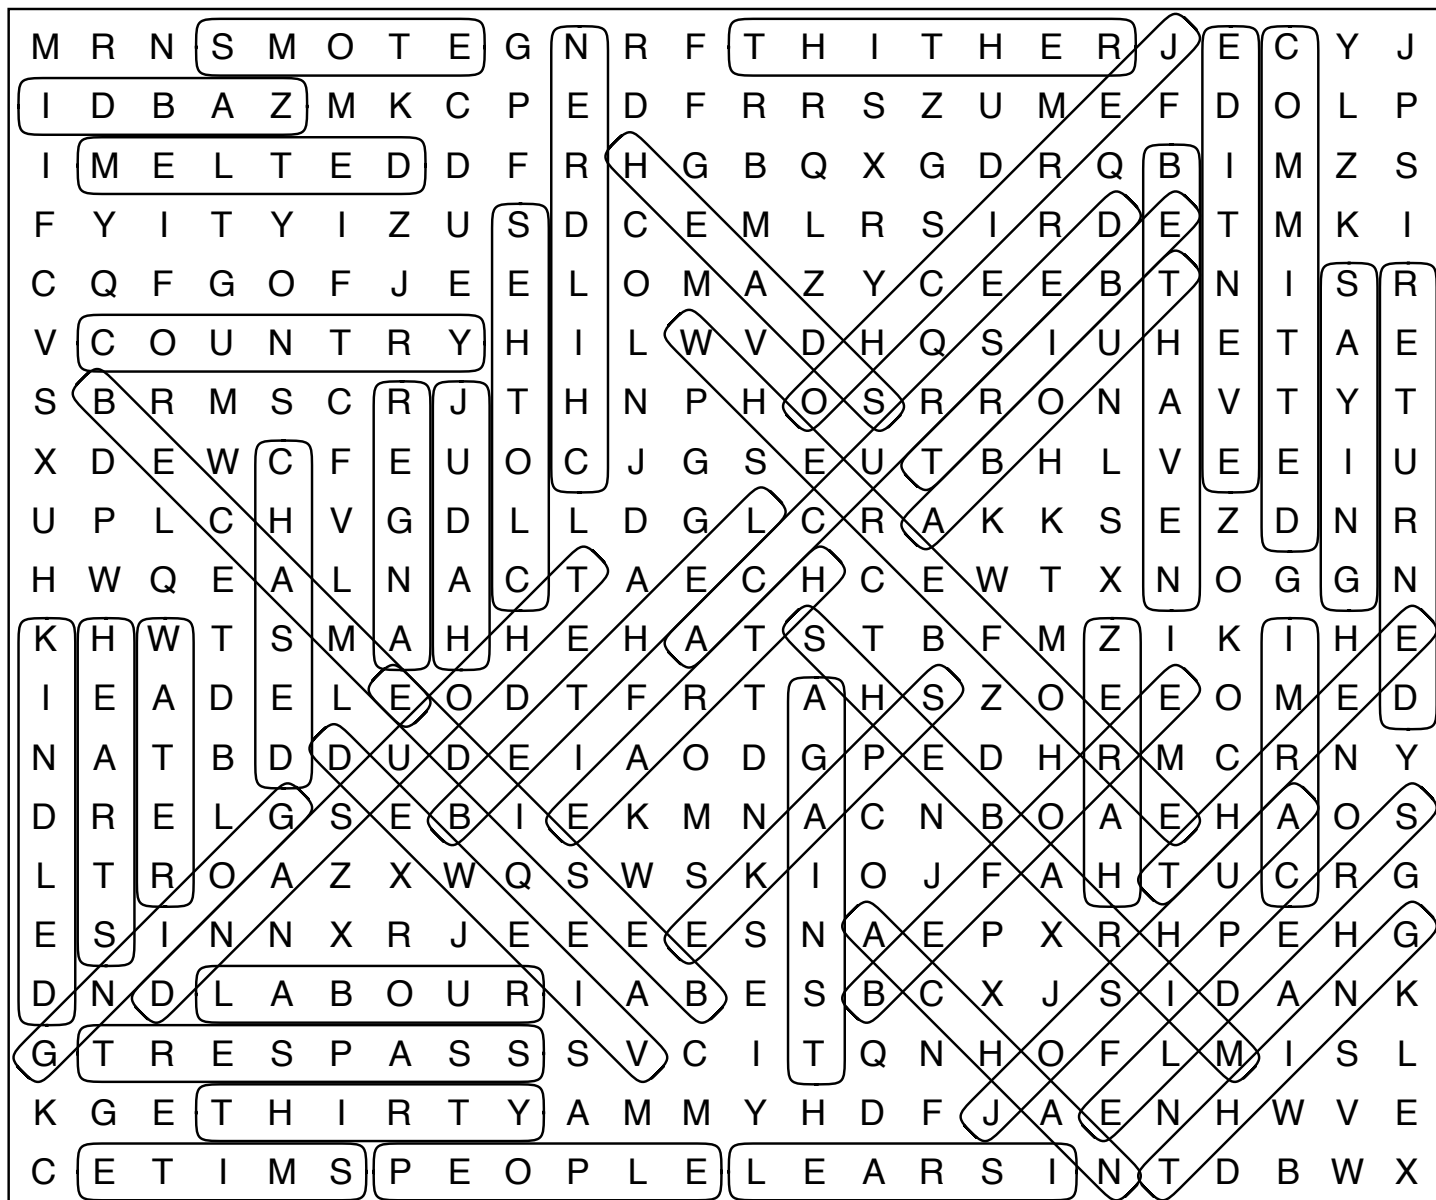 M R N S M O T E G N R F T H I T H E R J E C Y J
I D B A Z M K C P E D F R R S Z U M E F D O L P
I M E L T E D D F R H G B Q X G D R Q B I M Z S
F Y I T Y I Z U S D C E M L R S I R D E T M K I
C Q F G O F J E E L O M A Z Y C E E B T N I S R
V C O U N T R Y H I L W V D H Q S I U H E T A E
S B R M S C R J T H N P H O S R R O N A V T Y T
X D E W C F E U O C J G S E U T B H L V E E I U
U P L C H V G D L L D G L C R A K K S E Z D N R
H W Q E A L N A C T A E C H C E W T X N O G G N
K H W T S M A H H E H A T S T B F M Z I K I H E
I E A D E L E O D T F R T A H S Z O E E O M E D
N A T B D D U D E I A O D G P E D H R M C R N Y
D R E L G S E B I E K M N A C N B O A E H A O S
L T R O A Z X W Q S W S K I O J F A H T U C R G
E S I N N X R J E E E E S N A E P X R H P E H G
D N D L A B O U R I A B E S B C X J S I D A N K
G T R E S P A S S S V C I T Q N H O F L M I S L
K G E T H I R T Y A M M Y H D F J A E N H W V E
C E T I M S P E O P L E L E A R S I N T D B W X